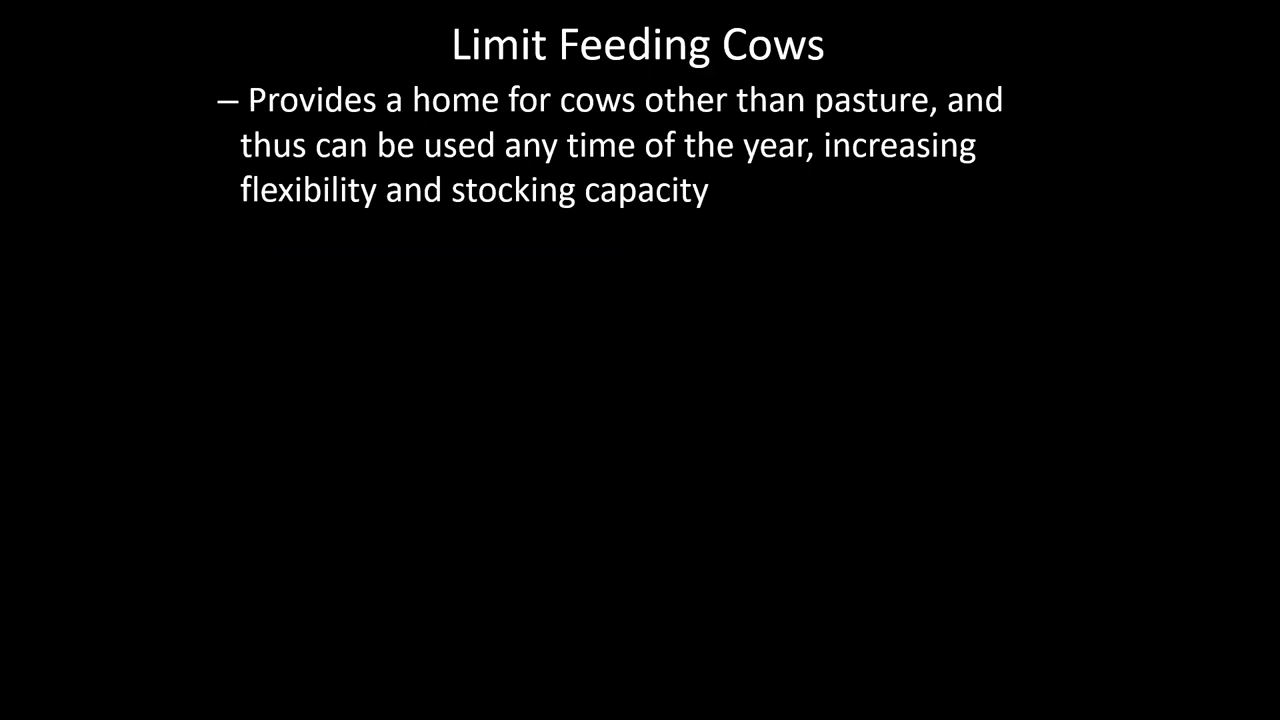 Limit Feeding Cows
– Provides a home for cows other than pasture, and
thus can be used any time of the year, increasing
flexibility and stocking capacity